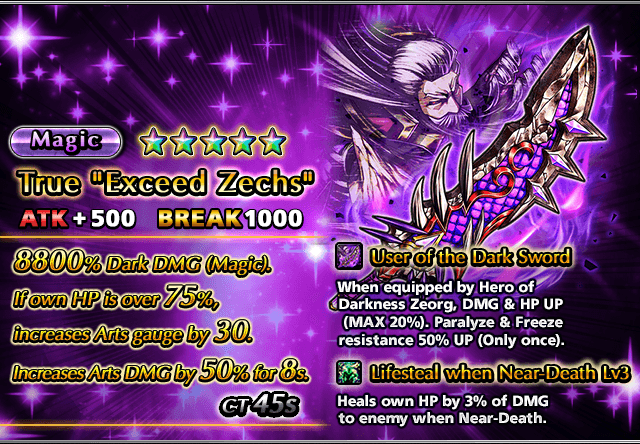 Magic
True "Exceed Zechs"
ATK +500 BREAK 1000
8800% Dark DMG (Magic).
If own HP is over 75%,
increases Arts gauge by 30.
Increases Arts DMG by 50% for 8s.
CT 45s
User of the Dark Sword
When equipped by Hero of
Darkness Zeorg, DMG & HP UP
(MAX 20%). Paralyze & Freeze
resistance 50% UP (Only once).
Lifesteal when Near-Death Lv3
Heals own HP by 3% of DMG
to enemy when Near-Death.